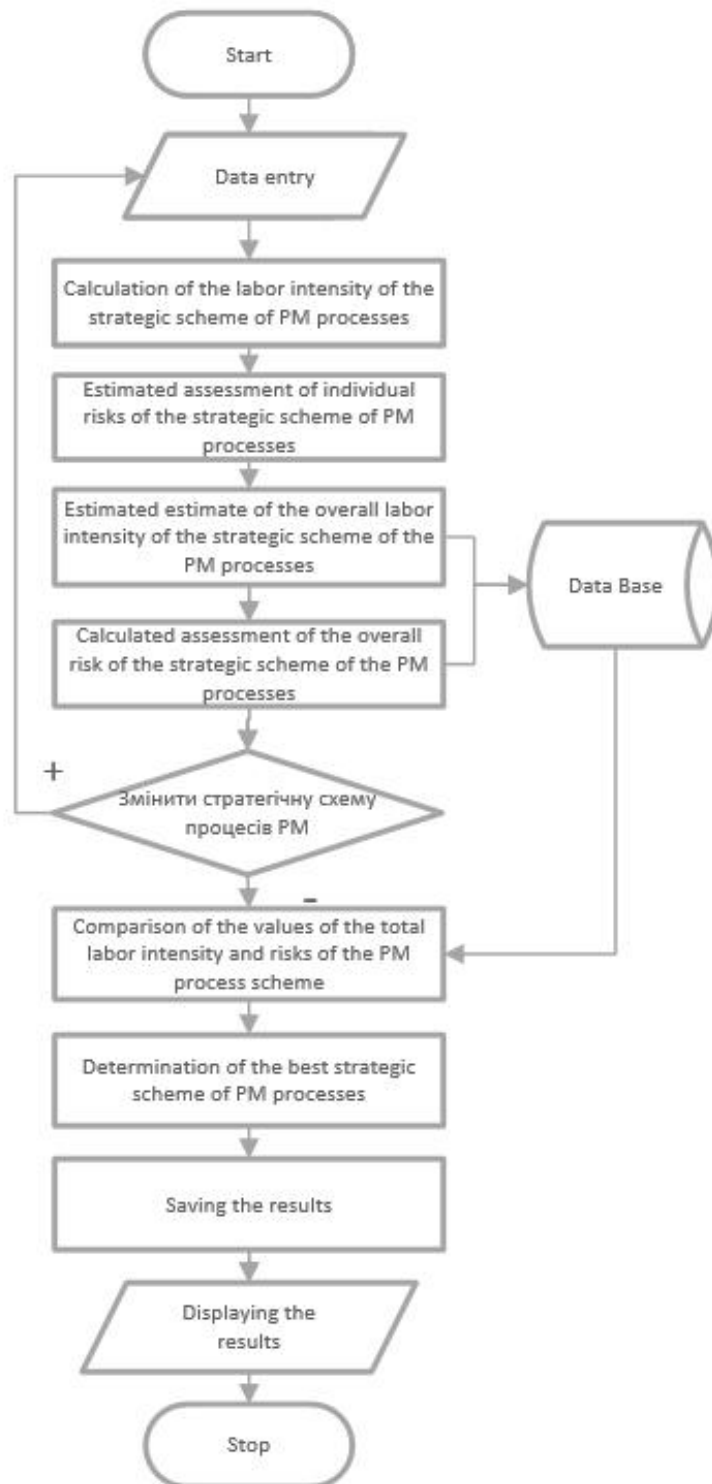 Start
Data entry
Calculation of the labor intensity of the
strategic scheme of PM processes
Estimated assessment of individual
risks of the strategic scheme of PM
processes
Estimated estimate of the overall labor
intensity of the strategic scheme of the
PM processes
Data Base
Calculated assessment of the overall
risk of the strategic scheme of the PM
processes
+
Змінити стратегічну схему
процесів РМ
-
Comparison of the values of the total
labor intensity and risks of the PM
process scheme
Determination of the best strategic
scheme of PM processes
Saving the results
Displaying the
results
Stop